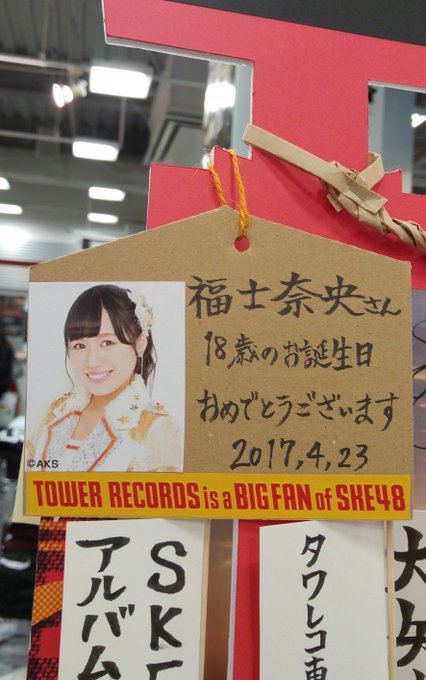 福士奈央さん
18歳のお誕生日
おめでとうございます
2017,4,23
©AKS
TOWER RECORDS is a BIG FAN of SKE48
SKE
アルバム
タワレコ
大矢